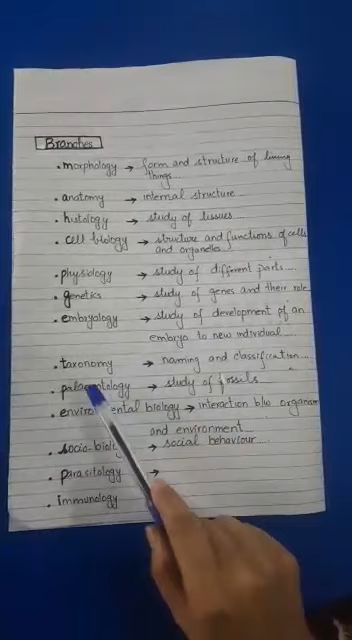 Branches
• morphology → form and structure of living
things
• anatomy → internal structure
• histology → study of tissues
• cell biology → structure and functions of cells
and organelles
• physiology → study of different parts...
• genetics → study of genes and their role
• embryology → study of development of an
embryo to new individual...
• taxonomy → naming and classification...
• palaeontology → study of fossils
• environmental biology → interaction b/w organism
and environment
• socio-biology → social behaviour
• parasitology →
• immunology